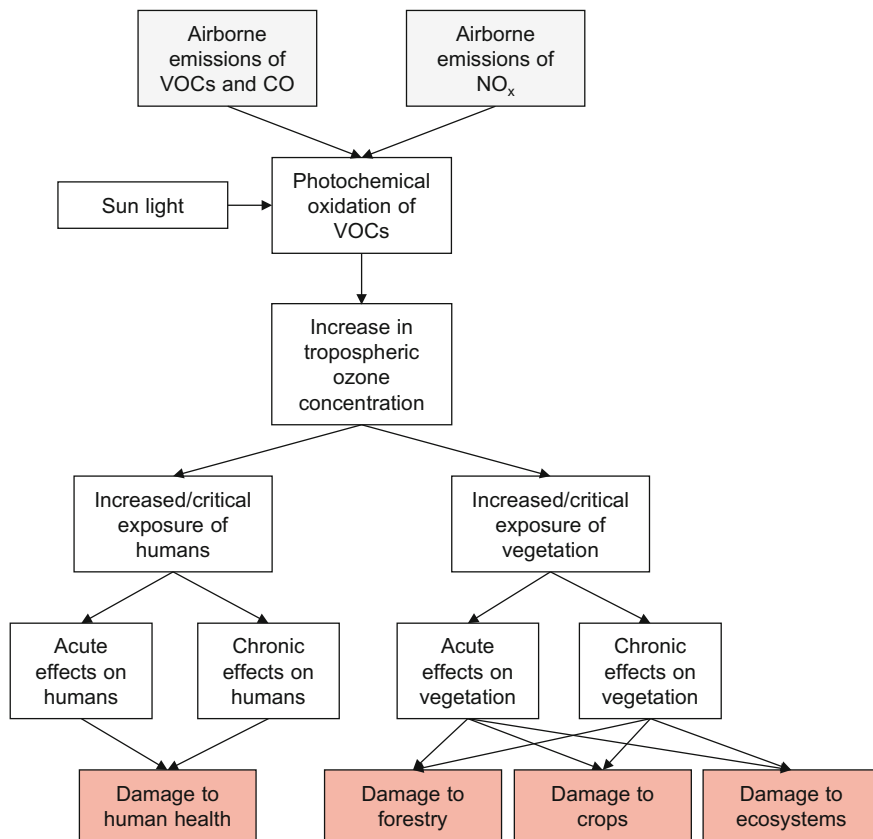 Airborne
emissions of
VOCs and CO
Airborne
emissions of
NOx
Sun light
Photochemical
oxidation of
VOCs
Increase in
tropospheric
ozone
concentration
Increased/critical
exposure of
humans
Increased/critical
exposure of
vegetation
Acute
effects on
humans
Chronic
effects on
humans
Acute
effects on
vegetation
Chronic
effects on
vegetation
Damage to
human health
Damage to
forestry
Damage to
crops
Damage to
ecosystems